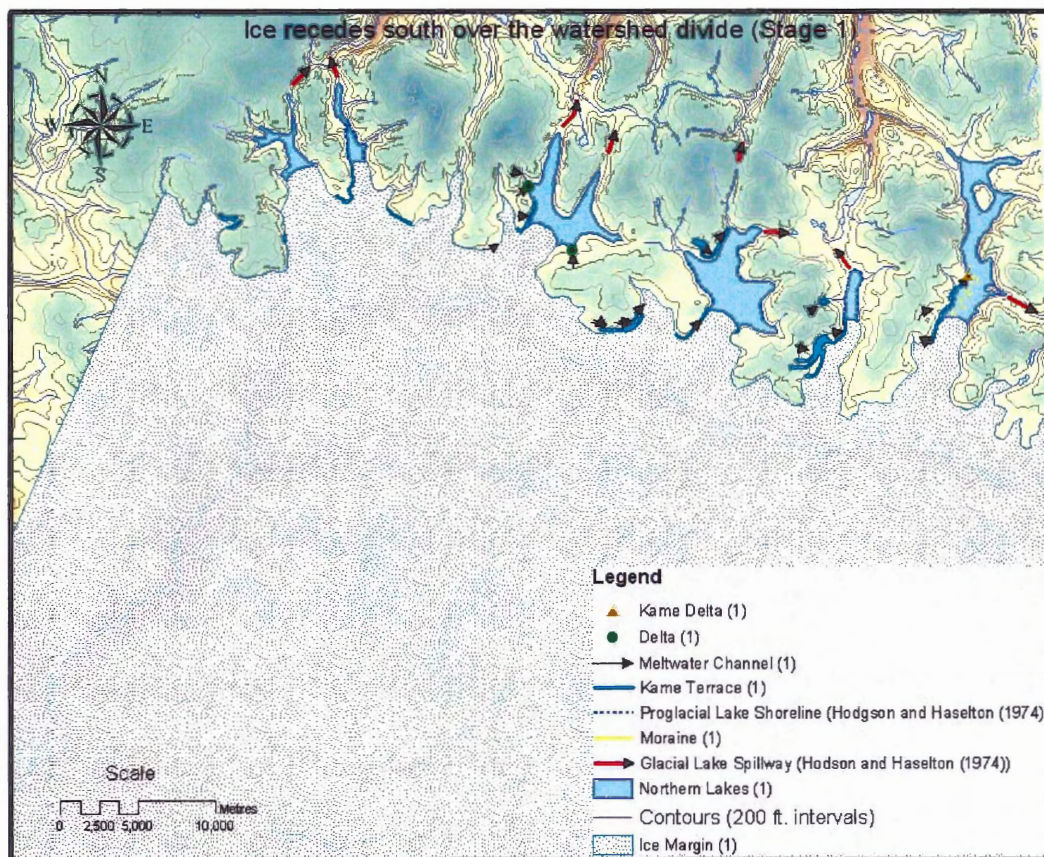 Ice recedes south over the watershed divide (Stage 1)
N
W E
S
Legend
Kame Delta (1)
Delta (1)
Meltwater Channel (1)
Kame Terrace (1)
Proglacial Lake Shoreline (Hodgson and Haselton (1974)
Moraine (1)
Glacial Lake Spillway (Hodson and Haselton (1974))
Northern Lakes (1)
Contours (200 ft. intervals)
Ice Margin (1)
Scale
Metres
0 2,500 5,000 10,000